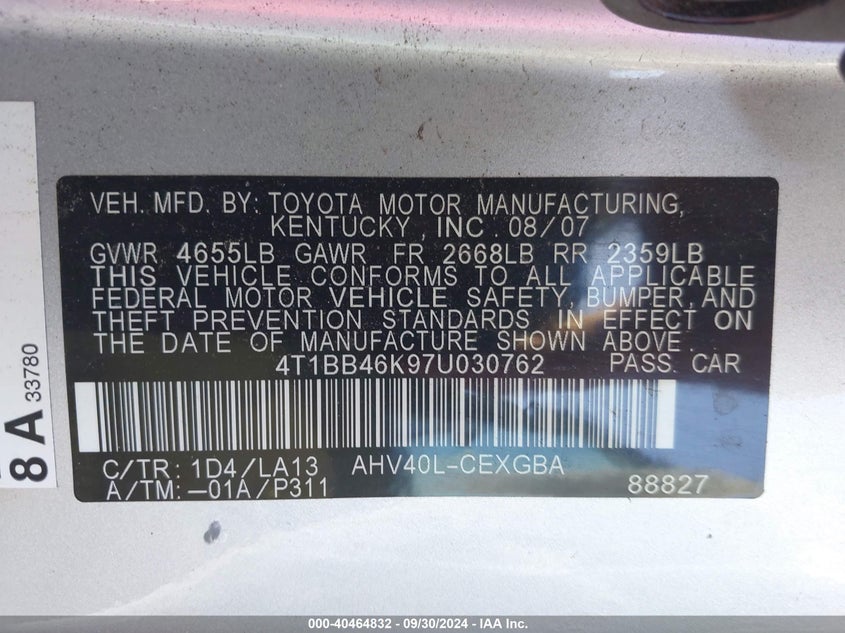 VEH. MFD. BY: TOYOTA MOTOR MANUFACTURING,
KENTUCKY, INC. 08/07
GVWR 4655LB GAWR FR 2668LB RR 2359LB
THIS VEHICLE CONFORMS TO ALL APPLICABLE
FEDERAL MOTOR VEHICLE SAFETY, BUMPER, AND
THEFT PREVENTION STANDARDS IN EFFECT ON
THE DATE OF MANUFACTURE SHOWN ABOVE.
4T1BB46K97U030762 PASS. CAR
C/TR: 1D4/LA13 AHV40L-CEXGBA
A/TM: –01A/P311 88827
8 A 33780
000-40464832 - 09/30/2024 - IAA Inc.